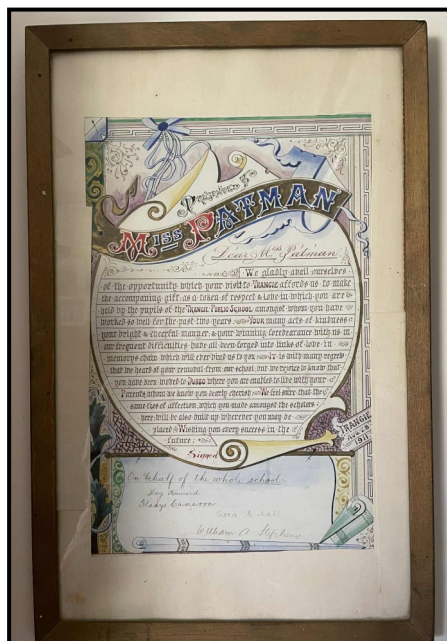 Presentation to
MISS PATMAN
Dear Miss Patman
We gladly avail ourselves
of the opportunity which your visit to TRANGIE affords us to make
the accompanying gift as a token of respect & love in which you are
held by the pupils of the TRANGIE PUBLIC SCHOOL amongst whom you have
worked so well for the past two years. Your many acts of kindness
your bright & cheerful manner, & your winning forbearance with us in
our frequent difficulties have all been forged into links of love in
memorys chain which will ever bind us to you. IT is with many regrets
that we heard of your removal from our school, but we rejoice to know that
you have been moved to DUBBO where you are enabled to live with your
Parents whom we know you dearly cherish. We feel sure that the
same ties of affection, which you made amongst the scholars
here will be also built up wherever you may be
placed. Wishing you every success in the
future:
TRANGIE
1911
Signed
On behalf of the whole school
Gladys Cameron
William A Stephens